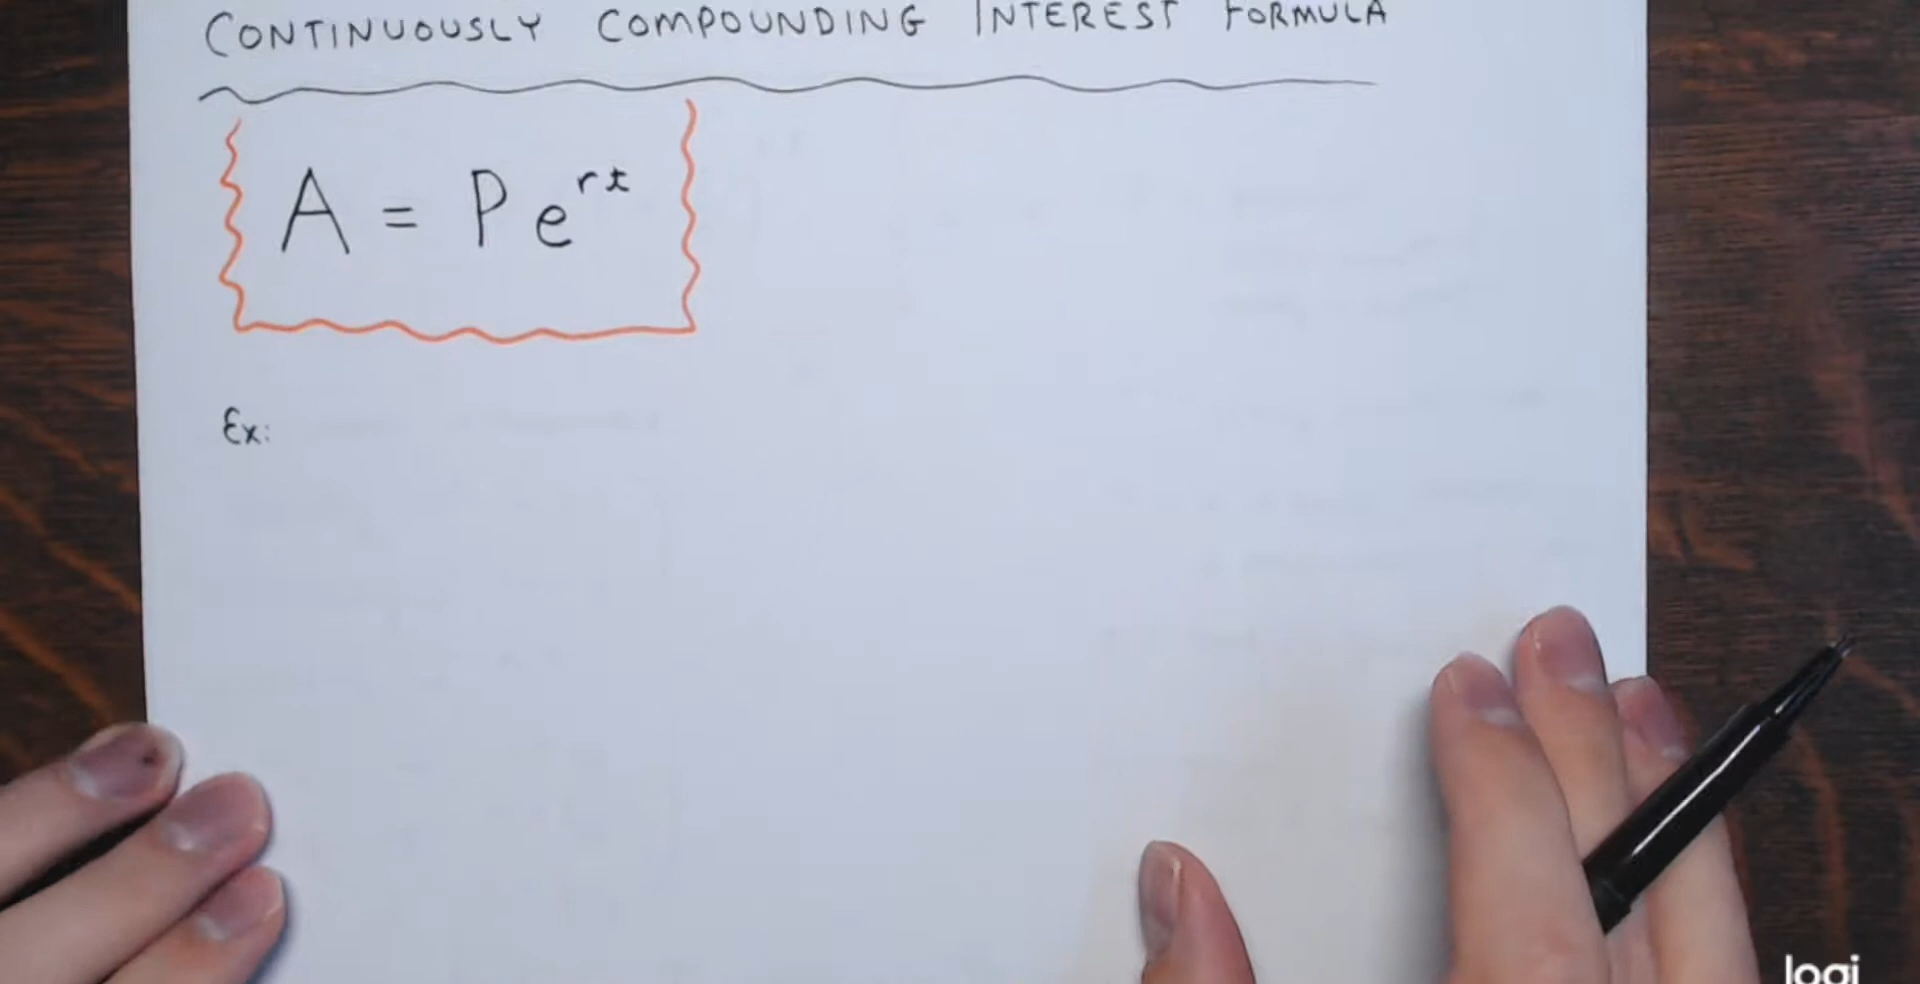 CONTINUOUSLY COMPOUNDING INTEREST FORMULA
A = Pe^rt
Ex:
logi